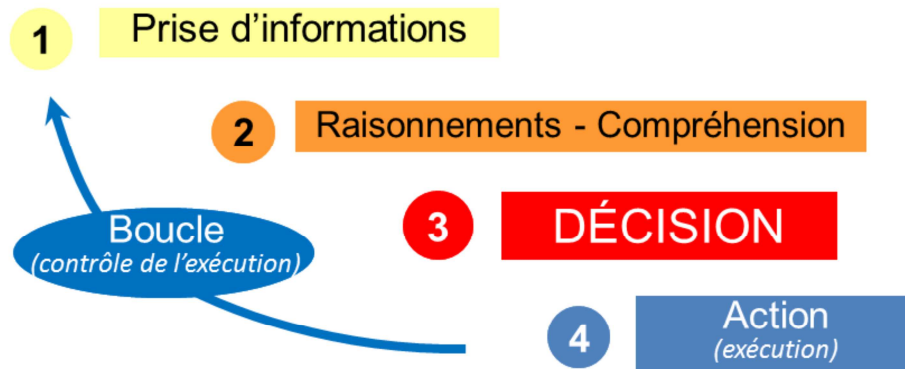 1 Prise d'informations
2 Raisonnements - Compréhension
3 DÉCISION
Boucle
(contrôle de l'exécution)
4 Action
(exécution)